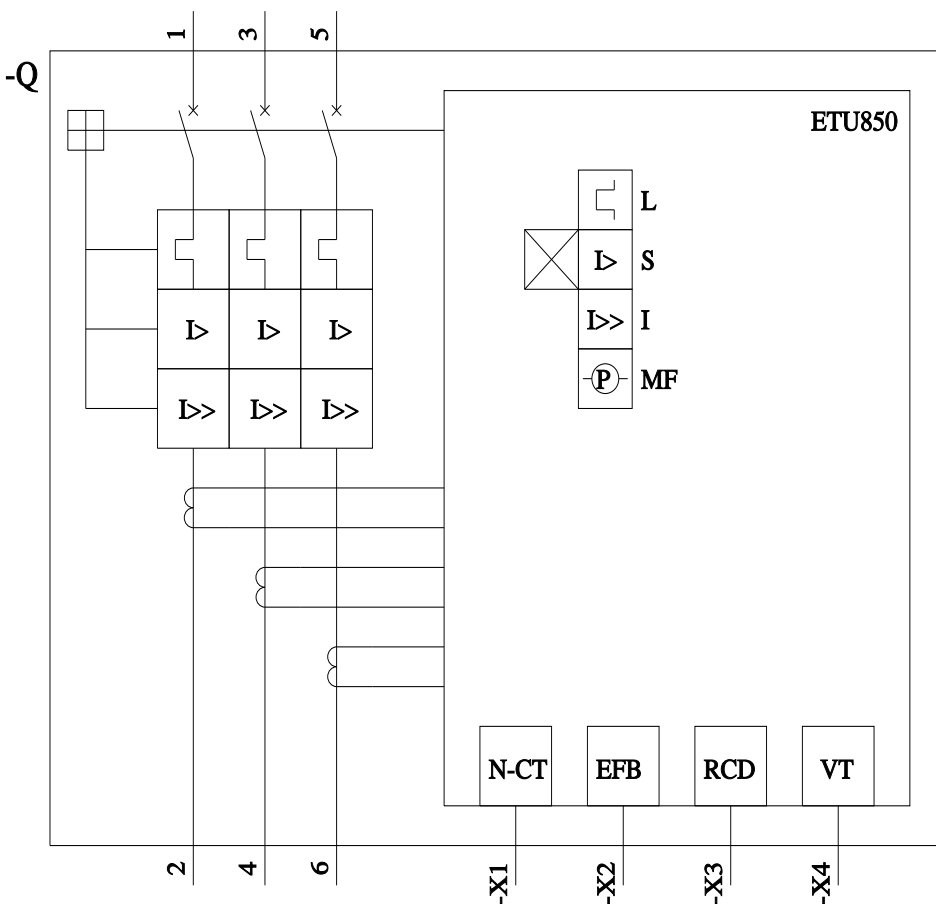 1 3 5
-Q
ETU850
L
I> S
I> I> I> I>> I
P MF
I>> I>> I>>
N-CT EFB RCD VT
2 4 6 -X1 -X2 -X3 -X4